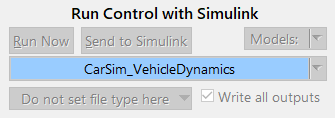 Run Control with Simulink
Run Now Send to Simulink Models:
CarSim_VehicleDynamics
Do not set file type here Write all outputs